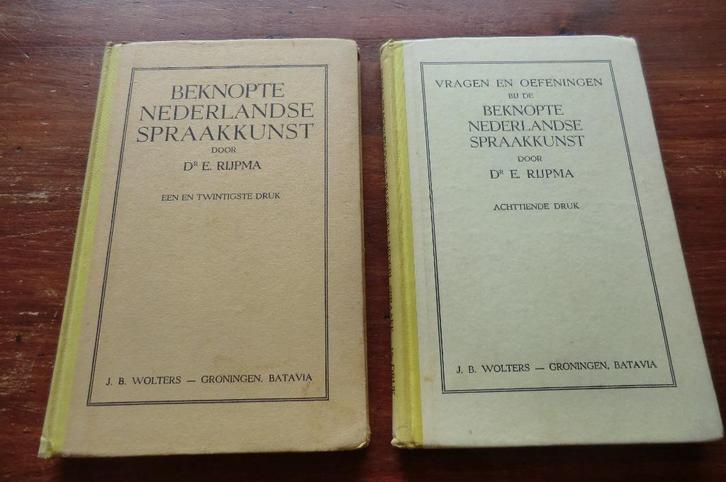 BEKNOPTE
NEDERLANDSE
SPRAAKKUNST
DOOR
DR E. RIJPMA
EEN EN TWINTIGSTE DRUK
J. B. WOLTERS — GRONINGEN, BATAVIA
VRAGEN EN OEFENINGEN
BIJ DE
BEKNOPTE
NEDERLANDSE
SPRAAKKUNST
DOOR
DR E. RIJPMA
ACHTTIENDE DRUK
J. B. WOLTERS — GRONINGEN, BATAVIA